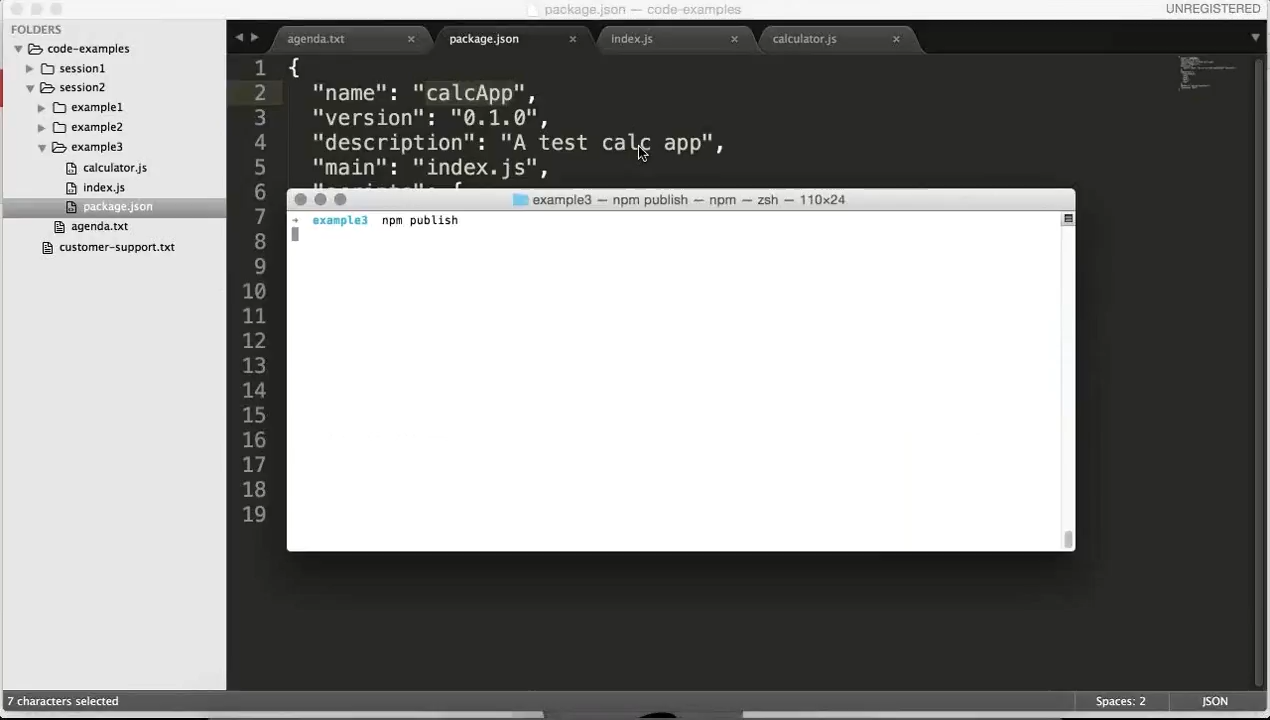 package.json — code-examples
UNREGISTERED
FOLDERS
code-examples
session1
session2
example1
example2
example3
calculator.js
index.js
package.json
agenda.txt
customer-support.txt
agenda.txt × package.json × index.js × calculator.js ×
1 {
2 "name": "calcApp",
3 "version": "0.1.0",
4 "description": "A test calc app",
5 "main": "index.js",
6
7
8
9
10
11
12
13
14
15
16
17
18
19
example3 — npm publish — npm — zsh — 110×24
→ example3 npm publish
7 characters selected
Spaces: 2
JSON